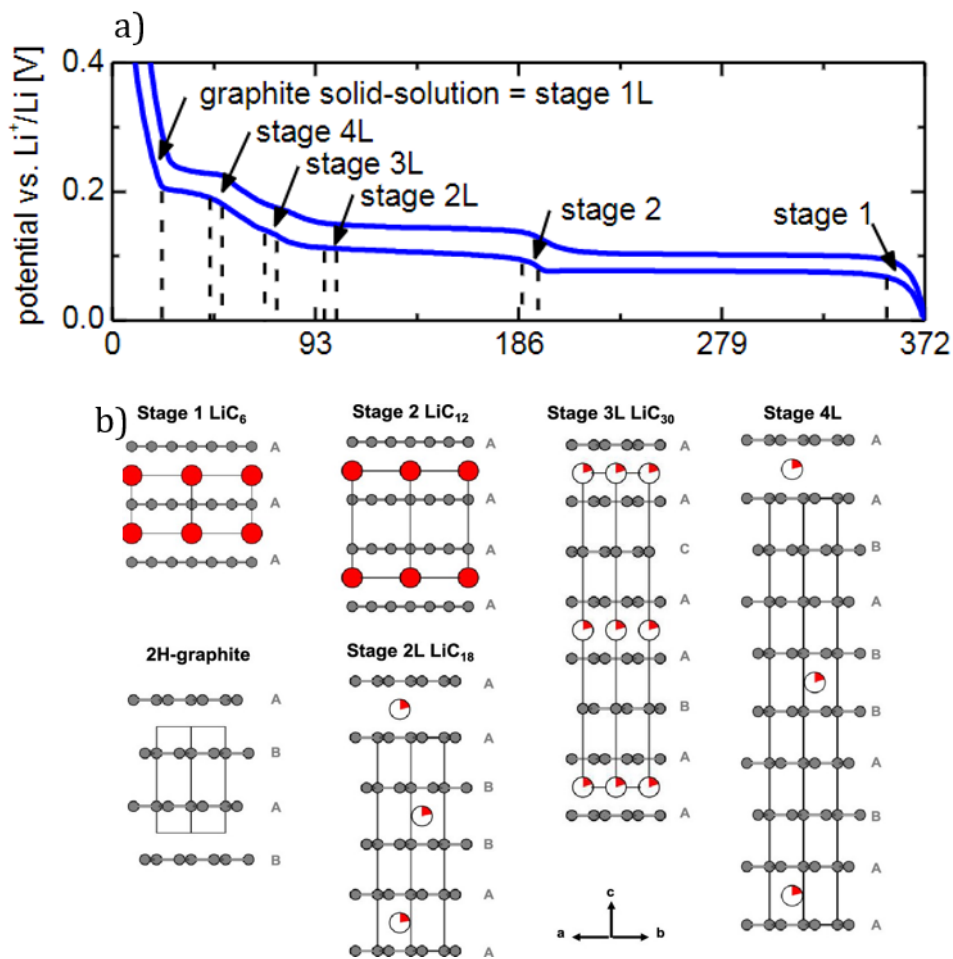 a)
potential vs. Li⁺/Li [V]
0.4
0.2
0.0
graphite solid-solution = stage 1L
stage 4L
stage 3L
stage 2L
stage 2
stage 1
0 93 186 279 372
b)
Stage 1 LiC₆
A
A
A
Stage 2 LiC₁₂
A
A
A
A
Stage 3L LiC₃₀
A
A
C
A
A
B
A
A
Stage 4L
A
A
B
A
B
B
A
B
A
A
2H-graphite
A
B
A
B
Stage 2L LiC₁₈
A
A
B
B
A
A
c
a b